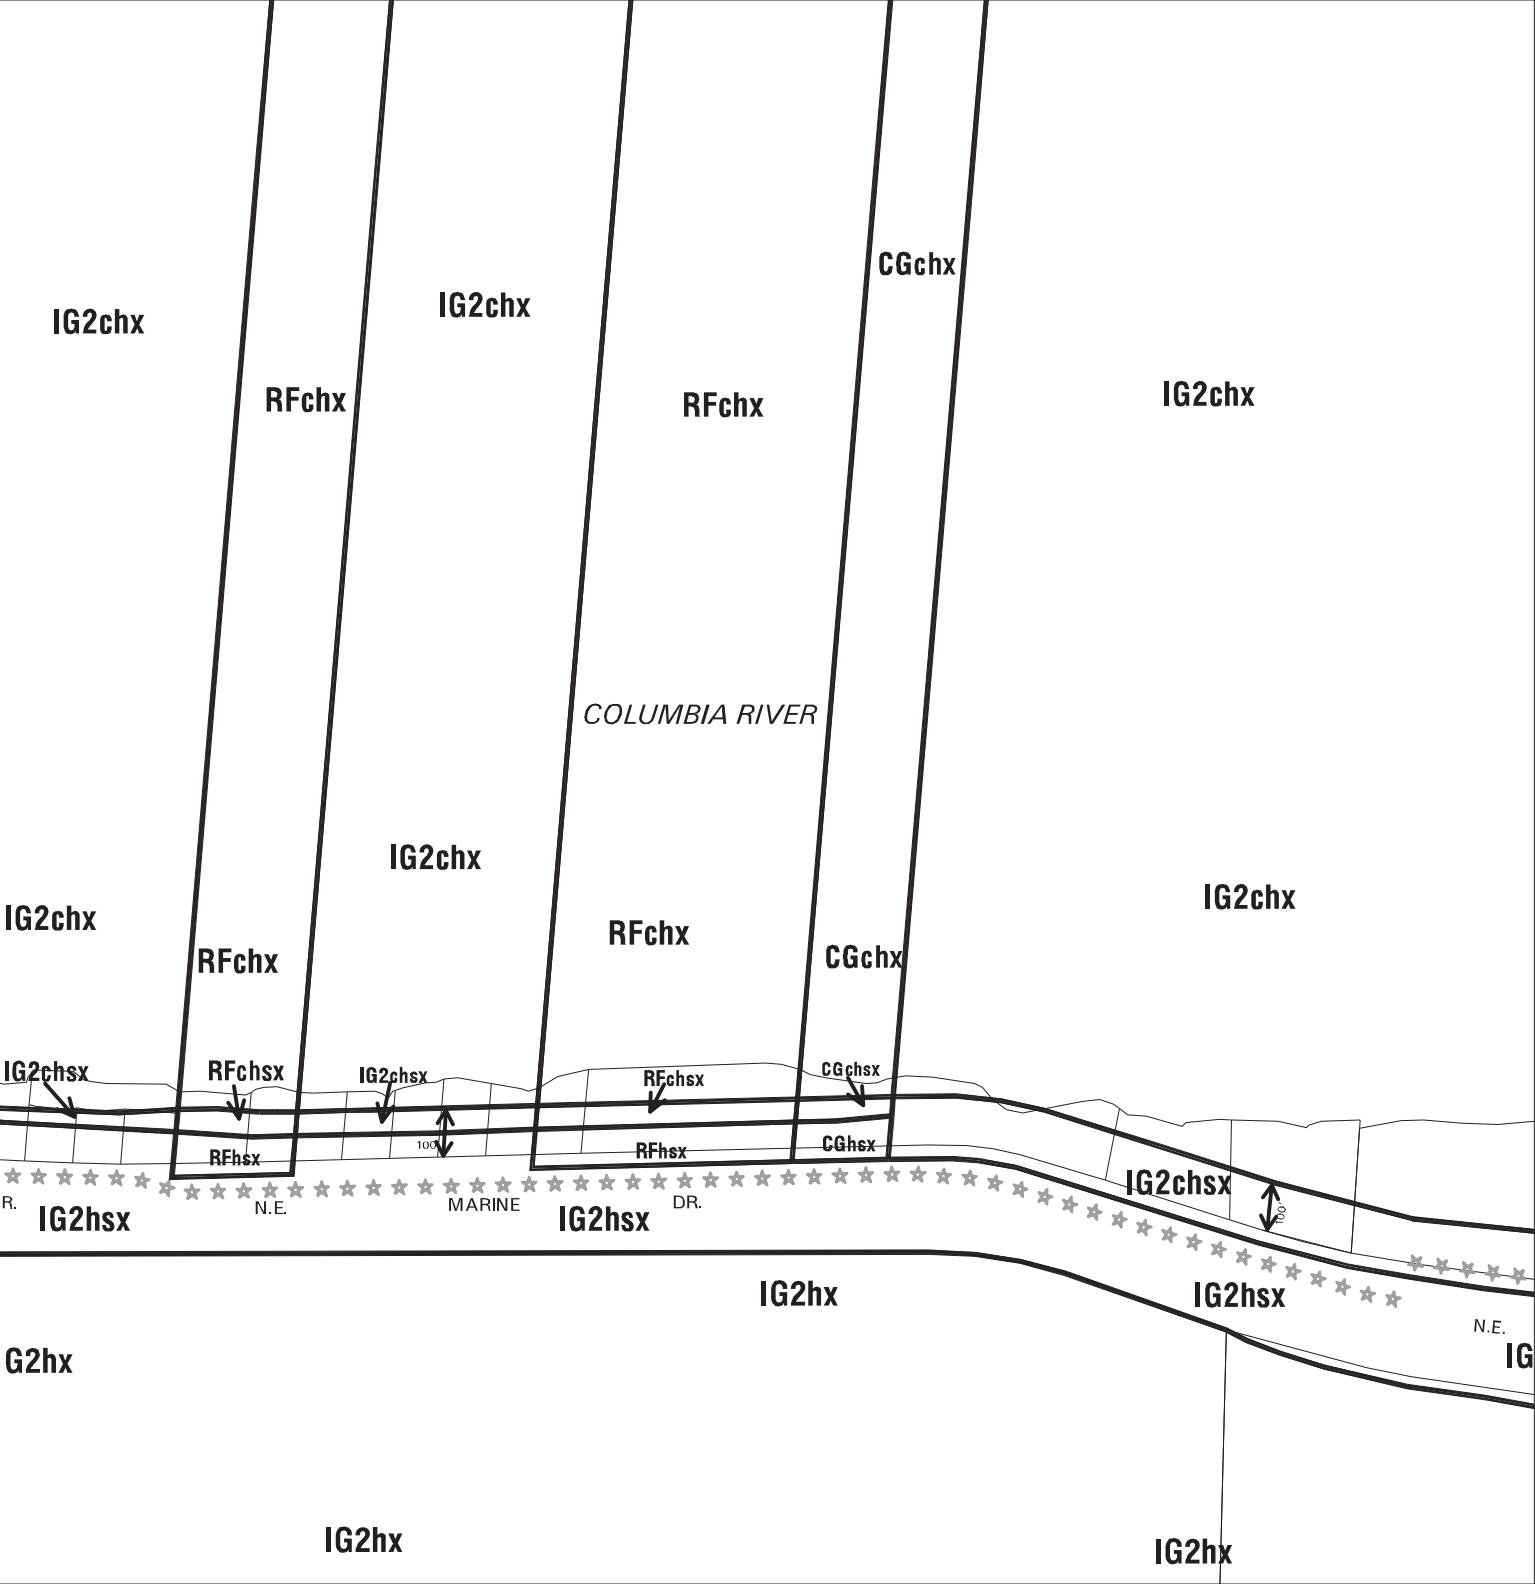 CGchx
IG2chx
IG2chx
IG2chx
RFchx
RFchx
COLUMBIA RIVER
IG2chx
IG2chx
IG2chx
RFchx
CGchx
RFchx
IG2chsx
RFchsx
IG2chsx
RFchsx
CGchsx
100'
RFhsx
RFhsx
CGhsx
IG2chsx
100'
R.
N.E.
MARINE
DR.
IG2hsx
IG2hsx
IG2hx
IG2hsx
N.E.
IG
G2hx
IG2hx
IG2hx